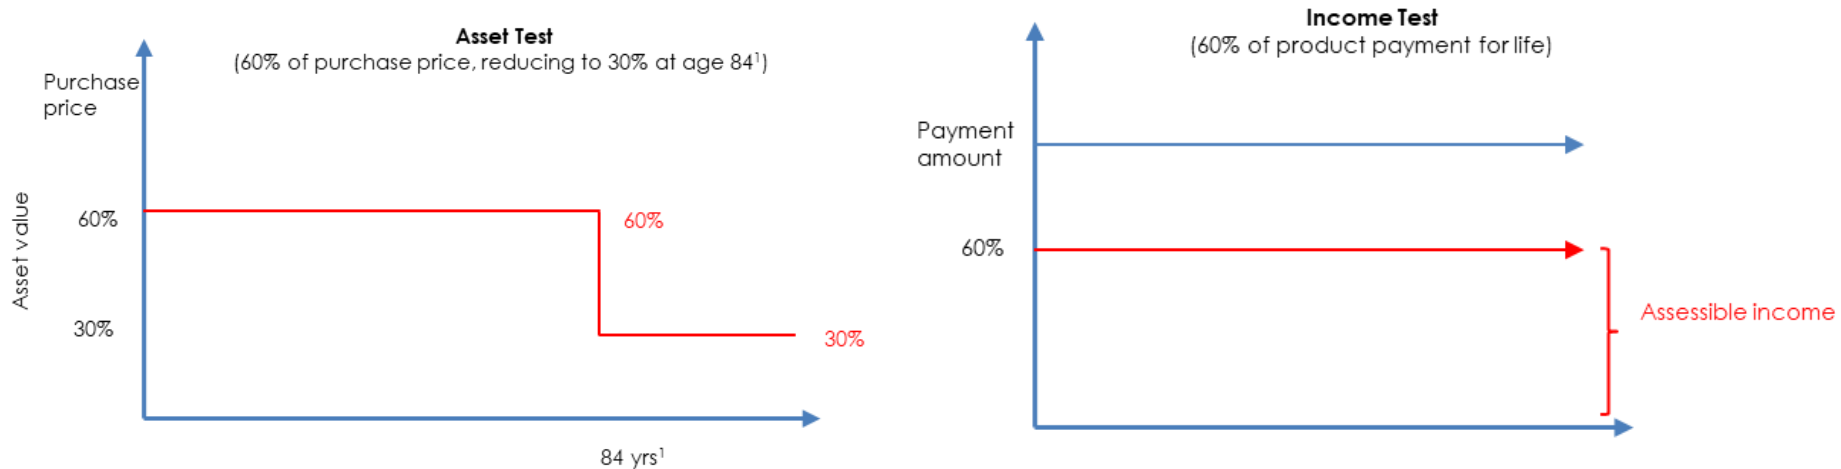 Asset Test
(60% of purchase price, reducing to 30% at age 84¹)
Purchase
price
Asset value
60%
60%
30%
30%
84 yrs¹
Income Test
(60% of product payment for life)
Payment
amount
60%
Assessible income